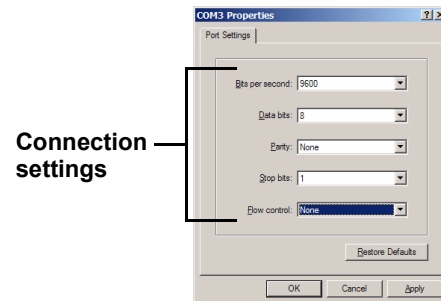 COM3 Properties
Port Settings
Bits per second: 9600
Data bits: 8
Parity: None
Stop bits: 1
Flow control: None
Connection
settings
Restore Defaults
OK Cancel Apply